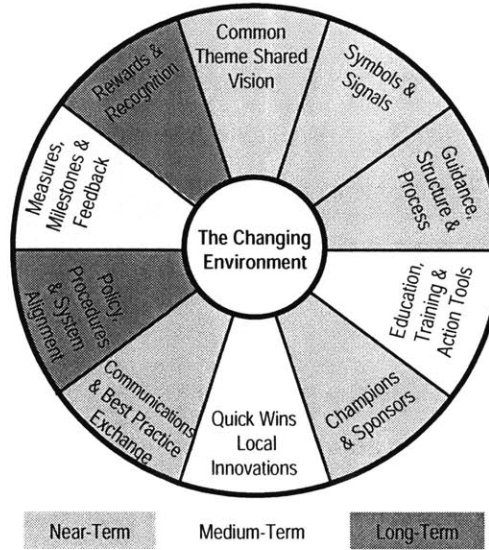 Common
Theme Shared
Vision
Symbols &
Signals
Guidance,
Structure &
Process
Education,
Training &
Action Tools
Champions
& Sponsors
Quick Wins
Local
Innovations
Communications
& Best Practice
Exchange
Policy,
Procedures
& System
Alignment
Measures,
Milestones &
Feedback
Rewards &
Recognition
The Changing
Environment
Near-Term
Medium-Term
Long-Term